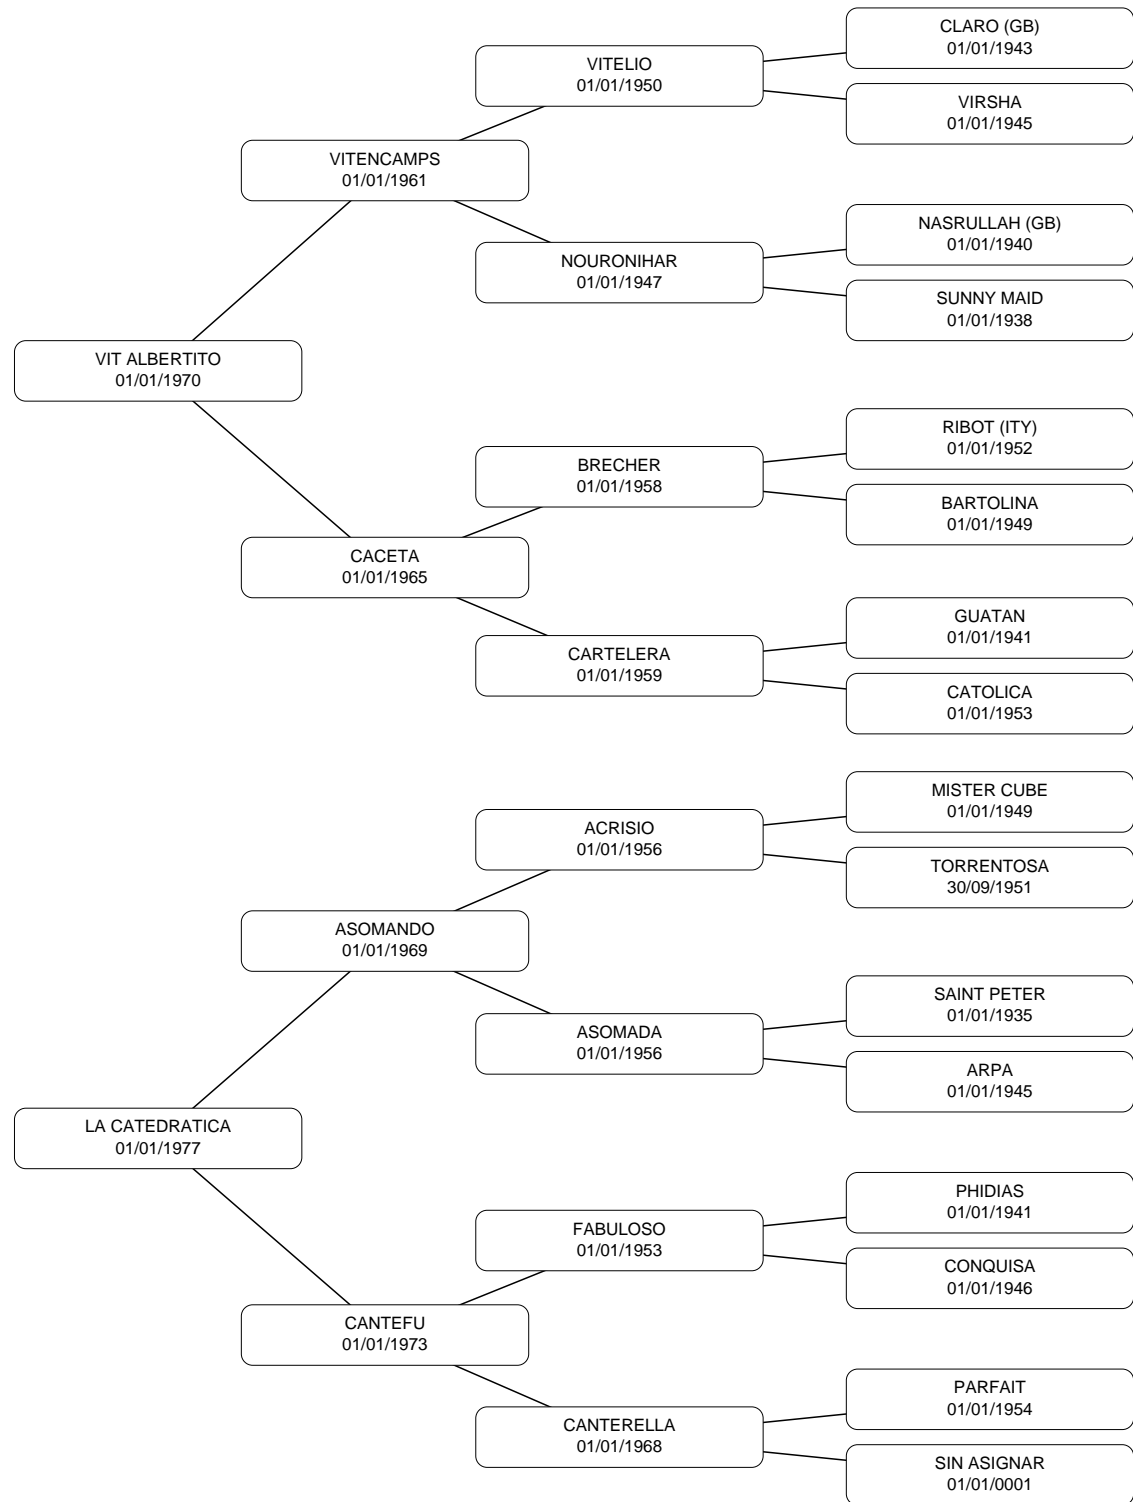 CLARO (GB)
01/01/1943
VITELIO
01/01/1950
VIRSHA
01/01/1945
VITENCAMPS
01/01/1961
NASRULLAH (GB)
01/01/1940
NOURONIHAR
01/01/1947
SUNNY MAID
01/01/1938
VIT ALBERTITO
01/01/1970
RIBOT (ITY)
01/01/1952
BRECHER
01/01/1958
BARTOLINA
01/01/1949
CACETA
01/01/1965
GUATAN
01/01/1941
CARTELERA
01/01/1959
CATOLICA
01/01/1953
MISTER CUBE
01/01/1949
ACRISIO
01/01/1956
TORRENTOSA
30/09/1951
ASOMANDO
01/01/1969
SAINT PETER
01/01/1935
ASOMADA
01/01/1956
ARPA
01/01/1945
LA CATEDRATICA
01/01/1977
PHIDIAS
01/01/1941
FABULOSO
01/01/1953
CONQUISA
01/01/1946
CANTEFU
01/01/1973
PARFAIT
01/01/1954
CANTERELLA
01/01/1968
SIN ASIGNAR
01/01/0001